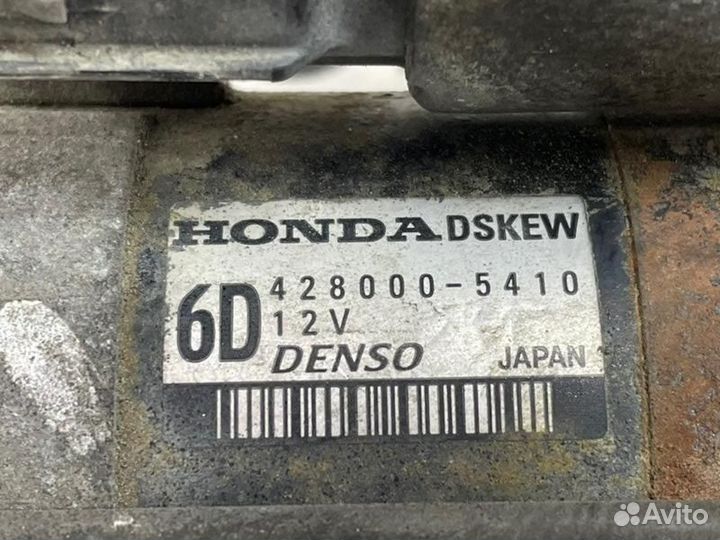 HONDA DSKEW
6D 428000-5410
12V
DENSO JAPAN
Avito